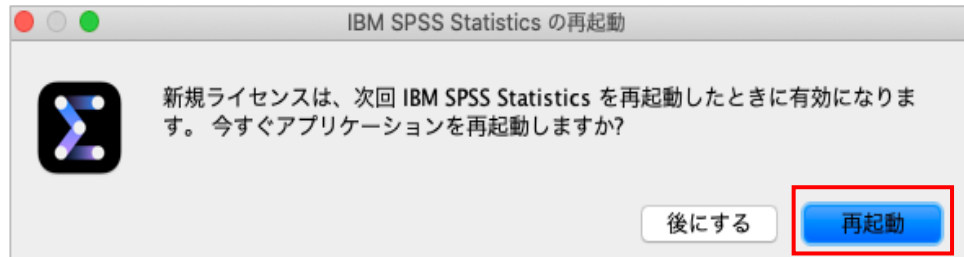 IBM SPSS Statistics の再起動
新規ライセンスは、次回 IBM SPSS Statistics を再起動したときに有効になりま
す。 今すぐアプリケーションを再起動しますか?
後にする
再起動